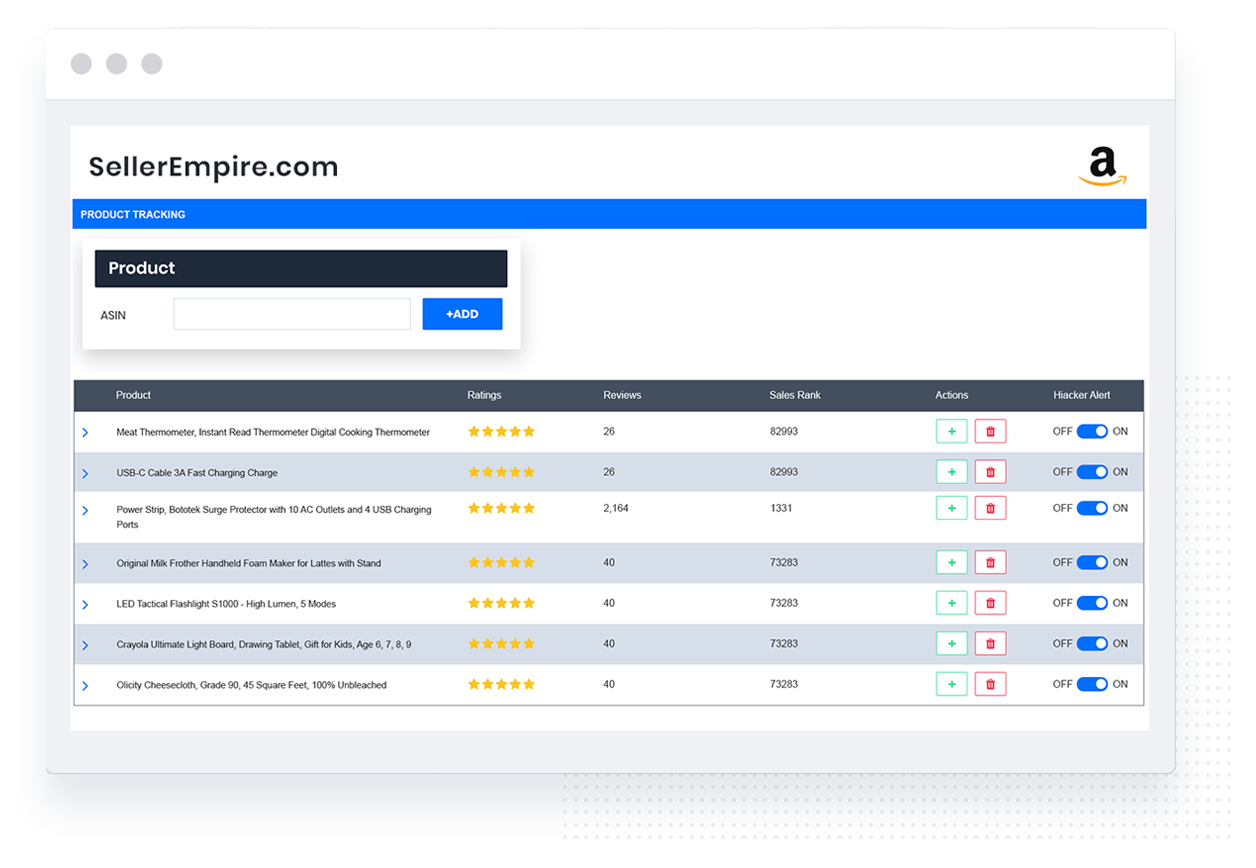 SellerEmpire.com
a
PRODUCT TRACKING
Product
ASIN
+ADD
Product Ratings Reviews Sales Rank Actions Hiacker Alert
Meat Thermometer, Instant Read Thermometer Digital Cooking Thermometer 26 82993 + OFF ON
USB-C Cable 3A Fast Charging Charge 26 82993 + OFF ON
Power Strip, Bototek Surge Protector with 10 AC Outlets and 4 USB Charging 2,164 1331 + OFF ON
Ports
Original Milk Frother Handheld Foam Maker for Lattes with Stand 40 73283 + OFF ON
LED Tactical Flashlight S1000 - High Lumen, 5 Modes 40 73283 + OFF ON
Crayola Ultimate Light Board, Drawing Tablet, Gift for Kids, Age 6, 7, 8, 9 40 73283 + OFF ON
Olicity Cheesecloth, Grade 90, 45 Square Feet, 100% Unbleached 40 73283 + OFF ON